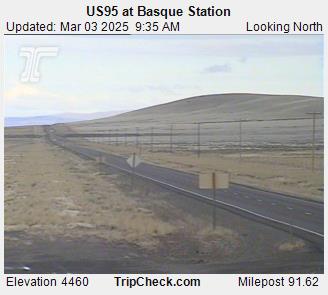 US95 at Basque Station
Updated: Mar 03 2025 9:35 AM Looking North
Elevation 4460 TripCheck.com Milepost 91.62